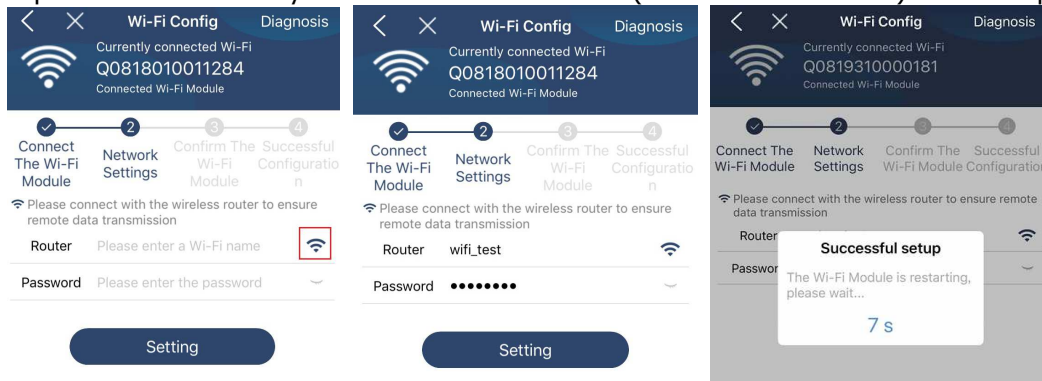 Wi-Fi Config Diagnosis
Currently connected Wi-Fi
Q0818010011284
Connected Wi-Fi Module
2 3 4
Connect The Wi-Fi Module
Network Settings
Confirm The Wi-Fi Module
Successful Configuratio n
Please connect with the wireless router to ensure
remote data transmission
Router Please enter a Wi-Fi name
Password Please enter the password
Setting
Wi-Fi Config Diagnosis
Currently connected Wi-Fi
Q0818010011284
Connected Wi-Fi Module
2 3 4
Connect The Wi-Fi Module
Network Settings
Confirm The Wi-Fi Module
Successful Configuratio n
Please connect with the wireless router to ensure
remote data transmission
Router wifi_test
Password ••••••••
Setting
Wi-Fi Config Diagnosis
Currently connected Wi-Fi
Q0819310000181
Connected Wi-Fi Module
2 3 4
Connect The Wi-Fi Module
Network Settings
Confirm The Wi-Fi Module
Successful Configuration
Please connect with the wireless router to ensure remote
data transmission
Router
Passwor
Successful setup
The Wi-Fi Module is restarting,
please wait...
7 s